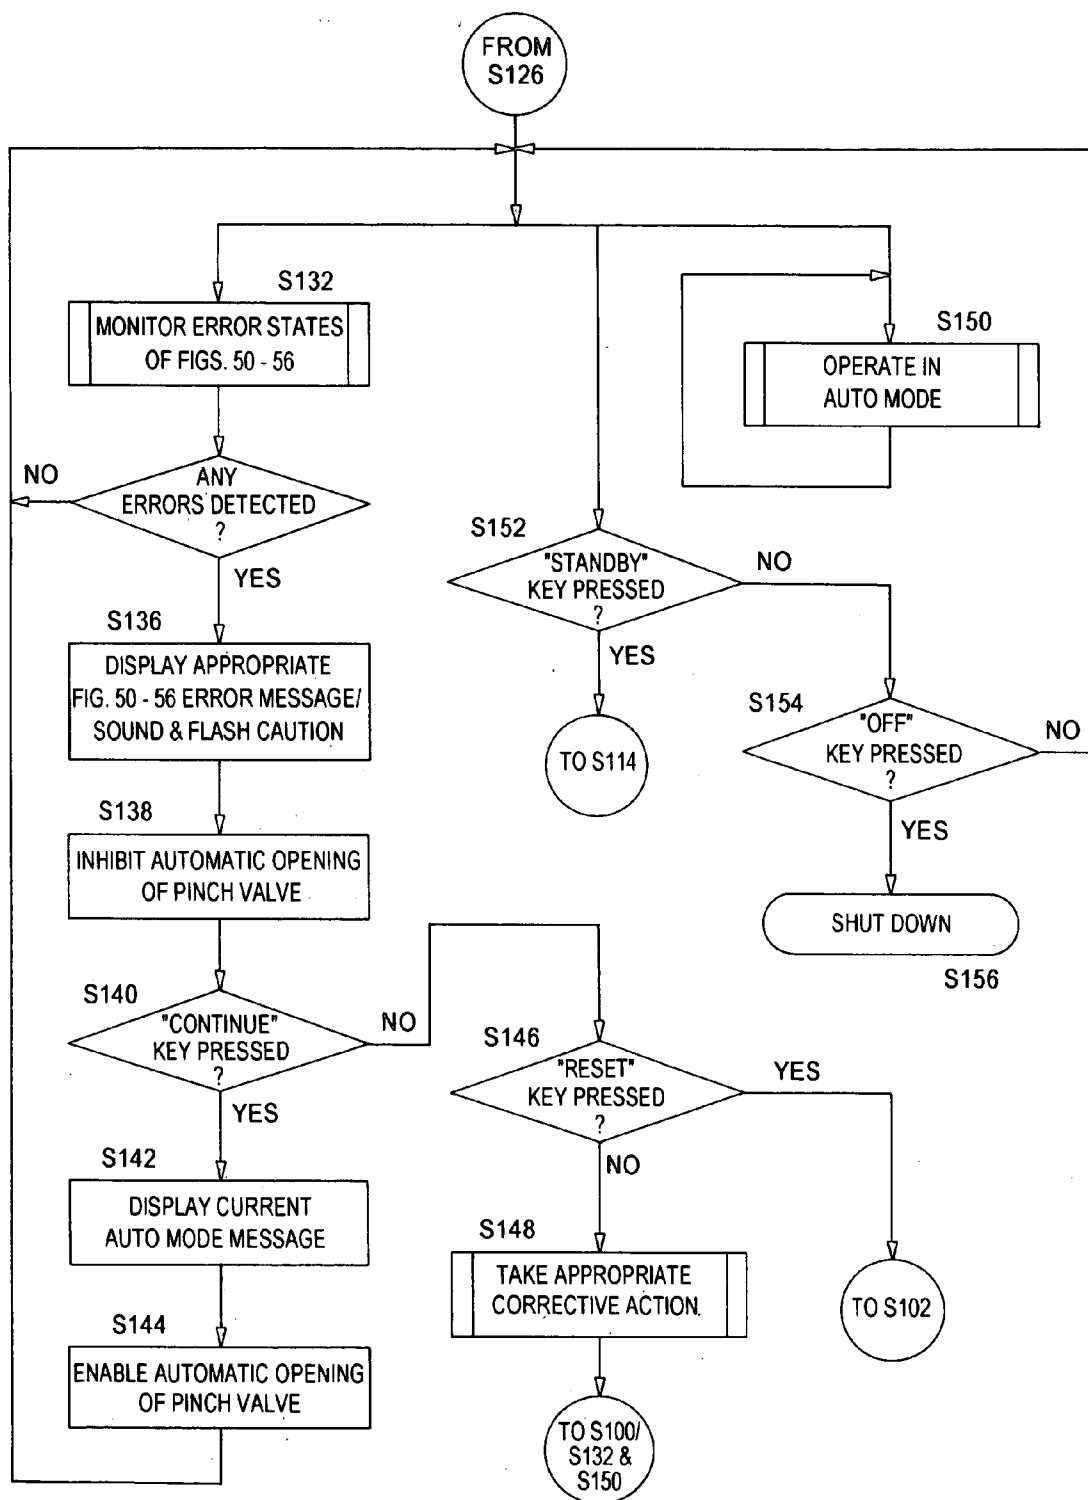 FROM
S126
S132
MONITOR ERROR STATES
OF FIGS. 50 - 56
S150
OPERATE IN
AUTO MODE
NO
ANY
ERRORS DETECTED
?
YES
S152
"STANDBY"
KEY PRESSED
?
NO
YES
S136
DISPLAY APPROPRIATE
FIG. 50 - 56 ERROR MESSAGE/
SOUND & FLASH CAUTION
TO S114
S154
"OFF"
KEY PRESSED
?
NO
YES
S138
INHIBIT AUTOMATIC OPENING
OF PINCH VALVE
SHUT DOWN
S156
S140
"CONTINUE"
KEY PRESSED
?
NO
YES
S146
"RESET"
KEY PRESSED
?
YES
NO
S142
DISPLAY CURRENT
AUTO MODE MESSAGE
S148
TAKE APPROPRIATE
CORRECTIVE ACTION.
TO S102
S144
ENABLE AUTOMATIC OPENING
OF PINCH VALVE
TO S100/
S132 &
S150